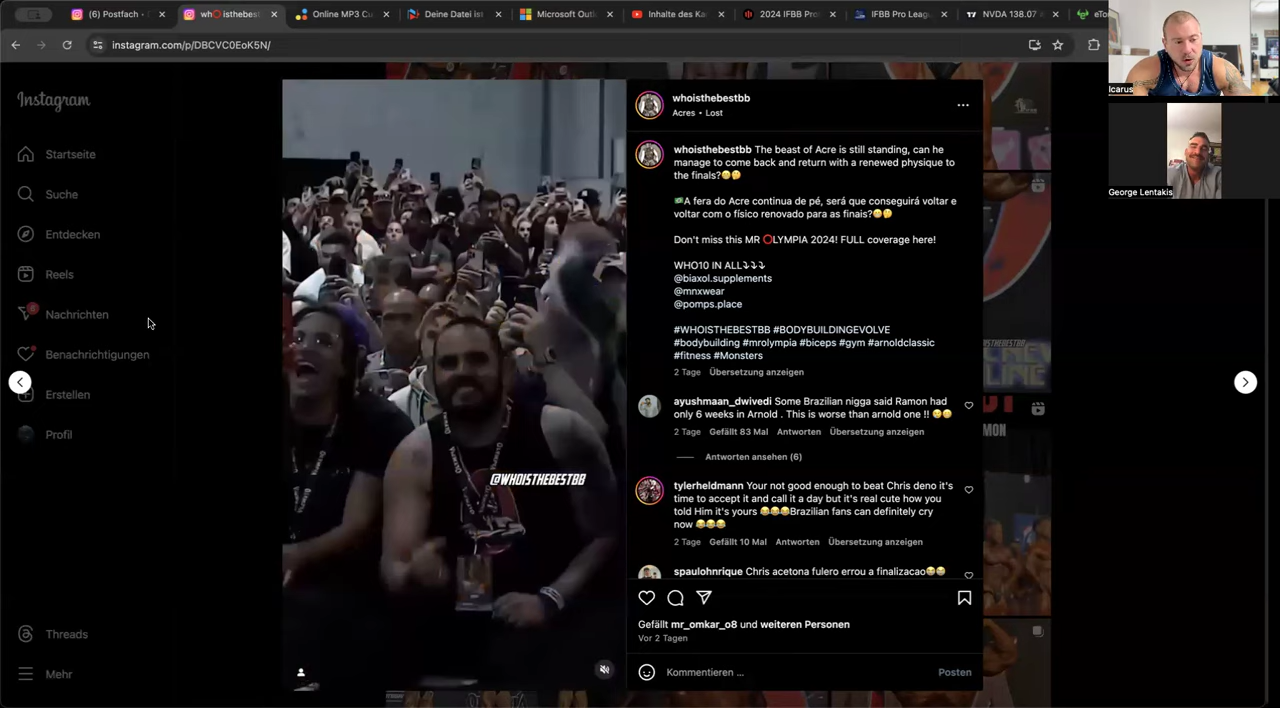 (5) Postfach ·
isthebest
Online MP3 Cu
Deine Datei ist
Microsoft Outl
Inhalte des Ka
2024 IFBB Pro
IFBB Pro Leag
NVDA 138.07
eTo
instagram.com/p/DBCVC0EoK5N/
Icarus
George Lentakis
Instagram
Startseite
Suche
Entdecken
Reels
6
Nachrichten
Benachrichtigungen
Erstellen
Profil
Threads
Mehr
@WHOISTHEBESTBB
whoisthebestbb
Acres • Lost
whoisthebestbb The beast of Acre is still standing, can he
manage to come back and return with a renewed physique to
the finals?😁🤔
💵A fera do Acre continua de pé, será que conseguirá voltar e
voltar com o físico renovado para as finais?😁🤔
Don't miss this MR ⭕LYMPIA 2024! FULL coverage here!
WHO10 IN ALL⤵⤵⤵
@biaxol.supplements
@mnxwear
@pomps.place
#WHOISTHEBESTBB #BODYBUILDINGEVOLVE
#bodybuilding #mrolympia #biceps #gym #arnoldclassic
#fitness #Monsters
2 Tage Übersetzung anzeigen
ayushmaan_dwivedi Some Brazilian nigga said Ramon had
only 6 weeks in Arnold . This is worse than arnold one !! 😁😁
2 Tage Gefällt 83 Mal Antworten Übersetzung anzeigen
Antworten ansehen (6)
tylerheldmann Your not good enough to beat Chris deno it's
time to accept it and call it a day but it's real cute how you
told Him it's yours 😂😂😂Brazilian fans can definitely cry
now 😂😂😂
2 Tage Gefällt 10 Mal Antworten Übersetzung anzeigen
spaulohnrique Chris acetona fulero errou a finalizacao😂😂
Gefällt mr_omkar_o8 und weiteren Personen
Vor 2 Tagen
Kommentieren ...
Posten
MON